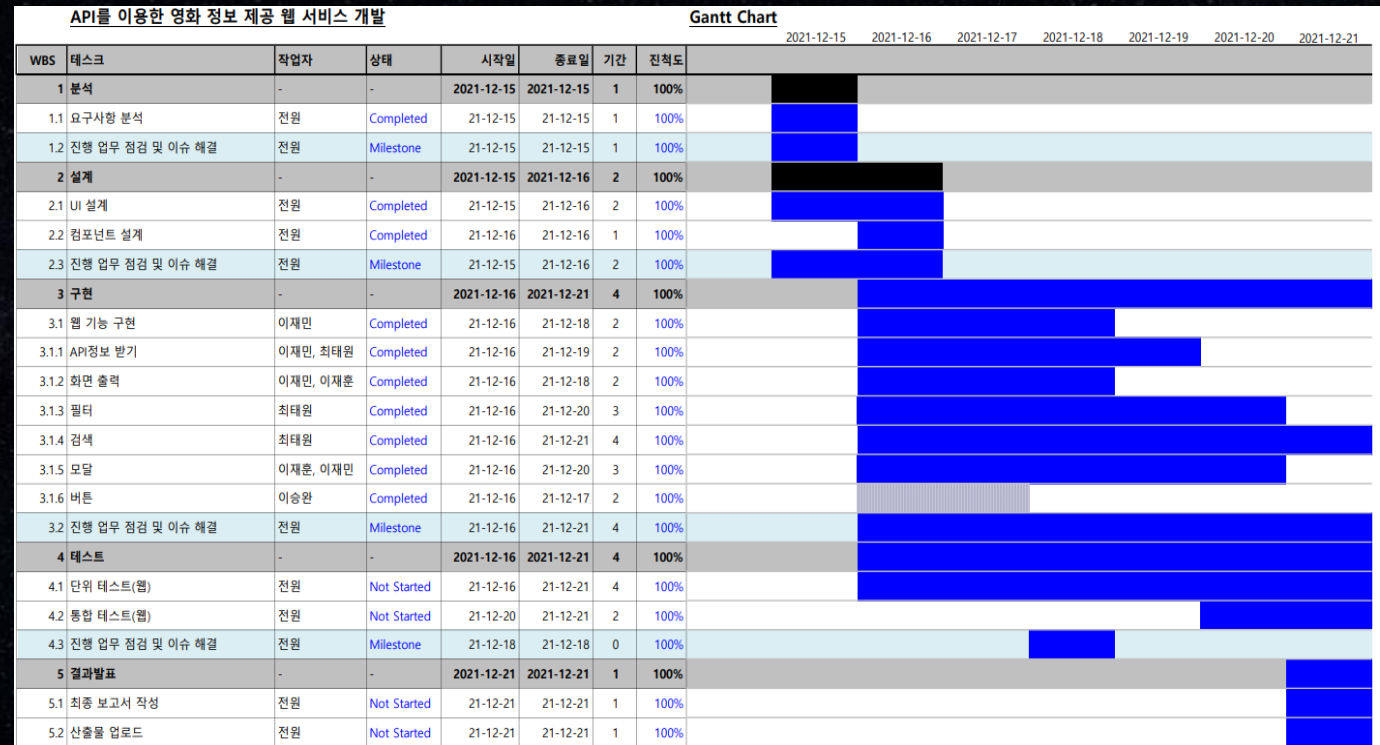 API를 이용한 영화 정보 제공 웹 서비스 개발 Gantt Chart
2021-12-15 2021-12-16 2021-12-17 2021-12-18 2021-12-19 2021-12-20 2021-12-21
WBS 테스크 작업자 상태 시작일 종료일 기간 진척도
1 분석 - - 2021-12-15 2021-12-15 1 100%
1.1 요구사항 분석 전원 Completed 21-12-15 21-12-15 1 100%
1.2 진행 업무 점검 및 이슈 해결 전원 Milestone 21-12-15 21-12-15 1 100%
2 설계 - - 2021-12-15 2021-12-16 2 100%
2.1 UI 설계 전원 Completed 21-12-15 21-12-16 2 100%
2.2 컴포넌트 설계 전원 Completed 21-12-16 21-12-16 1 100%
2.3 진행 업무 점검 및 이슈 해결 전원 Milestone 21-12-15 21-12-16 2 100%
3 구현 - - 2021-12-16 2021-12-21 4 100%
3.1 웹 기능 구현 이재민 Completed 21-12-16 21-12-18 2 100%
3.1.1 API정보 받기 이재민, 최태원 Completed 21-12-16 21-12-19 2 100%
3.1.2 화면 출력 이재민, 이재훈 Completed 21-12-16 21-12-18 2 100%
3.1.3 필터 최태원 Completed 21-12-16 21-12-20 3 100%
3.1.4 검색 최태원 Completed 21-12-16 21-12-21 4 100%
3.1.5 모달 이재훈, 이재민 Completed 21-12-16 21-12-20 3 100%
3.1.6 버튼 이승완 Completed 21-12-16 21-12-17 2 100%
3.2 진행 업무 점검 및 이슈 해결 전원 Milestone 21-12-16 21-12-21 4 100%
4 테스트 - - 2021-12-16 2021-12-21 4 100%
4.1 단위 테스트(웹) 전원 Not Started 21-12-16 21-12-21 4 100%
4.2 통합 테스트(웹) 전원 Not Started 21-12-20 21-12-21 2 100%
4.3 진행 업무 점검 및 이슈 해결 전원 Milestone 21-12-18 21-12-18 0 100%
5 결과발표 - - 2021-12-21 2021-12-21 1 100%
5.1 최종 보고서 작성 전원 Not Started 21-12-21 21-12-21 1 100%
5.2 산출물 업로드 전원 Not Started 21-12-21 21-12-21 1 100%